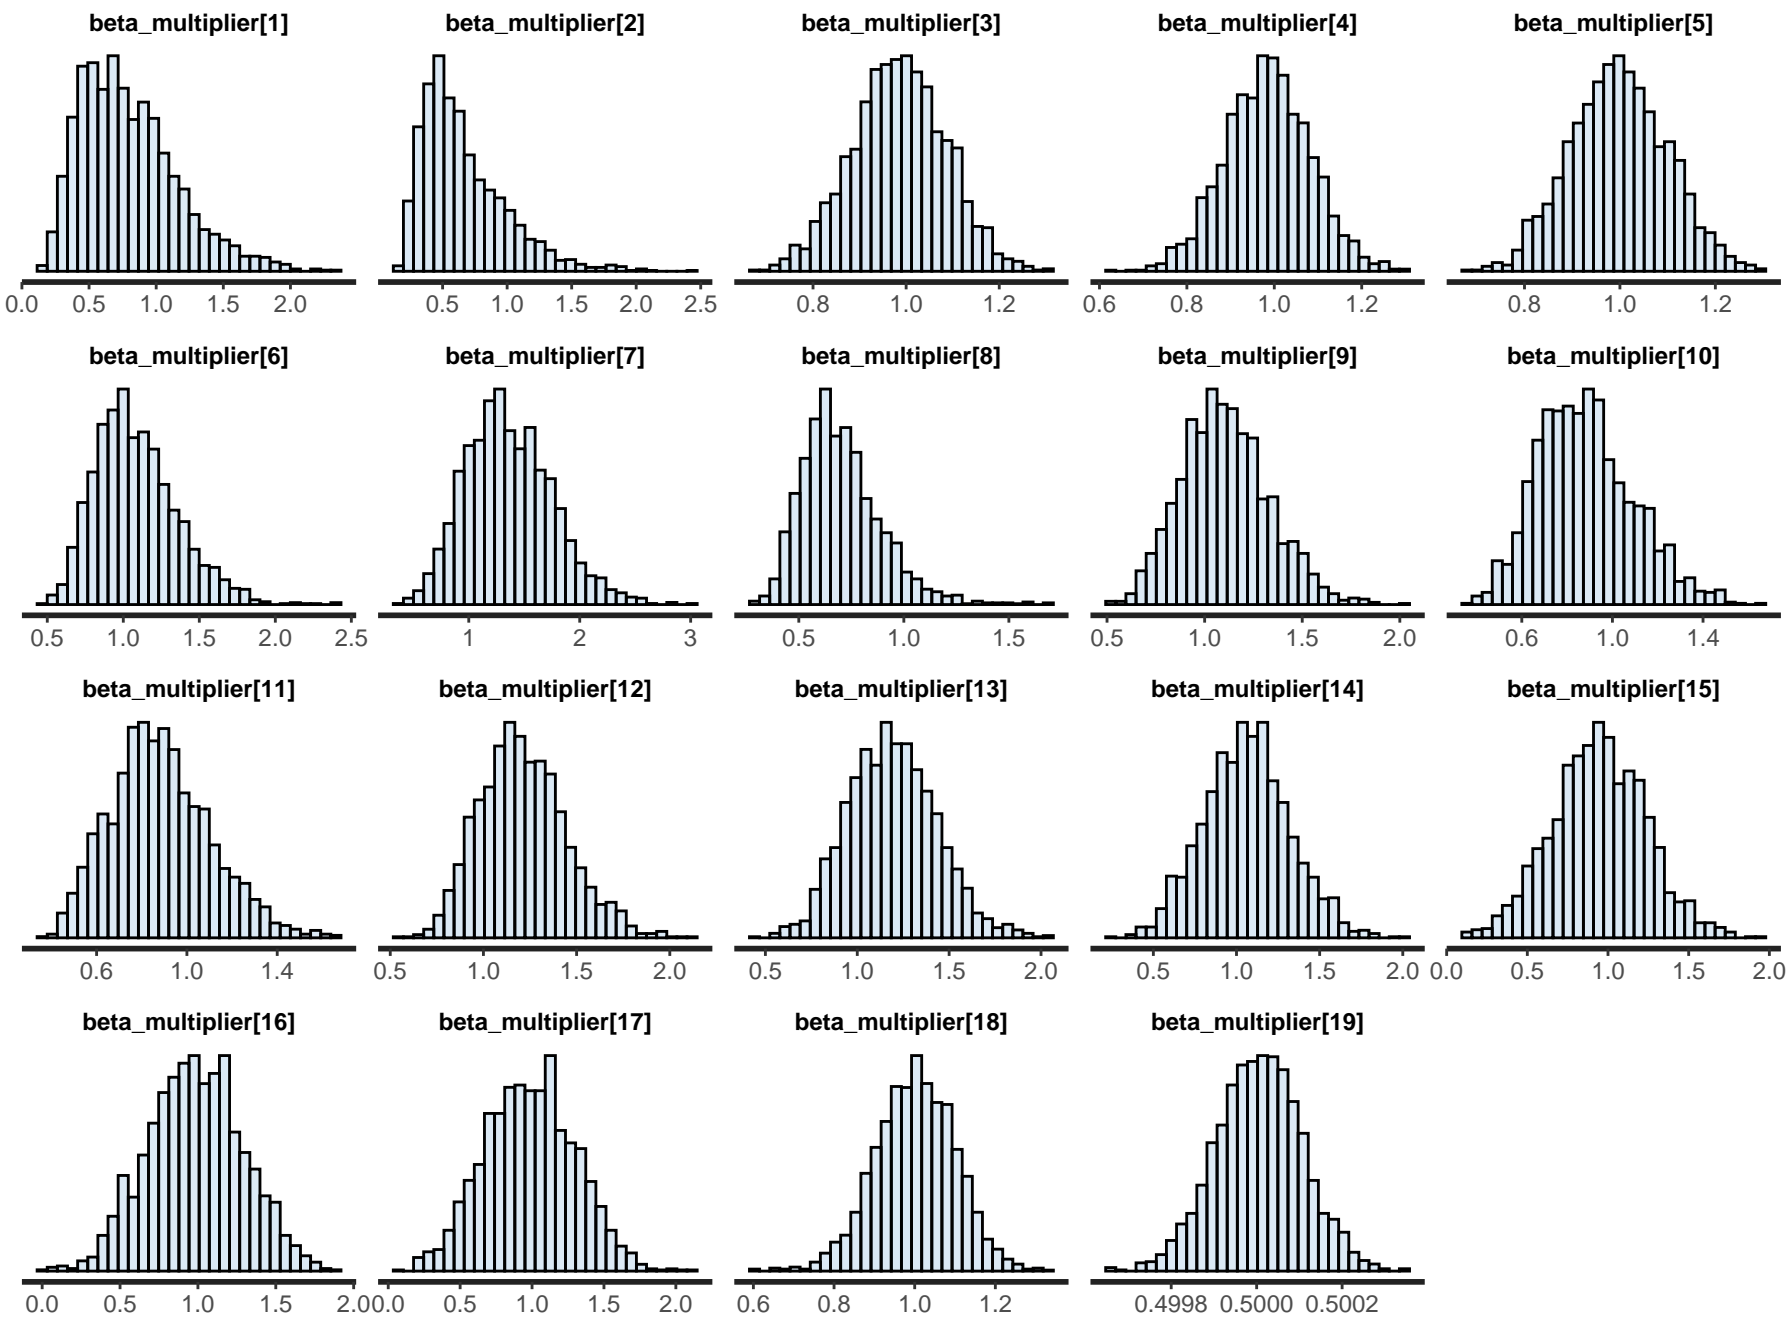 beta_multiplier[1] beta_multiplier[2] beta_multiplier[3] beta_multiplier[4] beta_multiplier[5]
0.0 0.5 1.0 1.5 2.0 0.5 1.0 1.5 2.0 2.5 0.8 1.0 1.2 0.6 0.8 1.0 1.2 0.8 1.0 1.2
beta_multiplier[6] beta_multiplier[7] beta_multiplier[8] beta_multiplier[9] beta_multiplier[10]
0.5 1.0 1.5 2.0 2.5 1 2 3 0.5 1.0 1.5 0.5 1.0 1.5 2.0 0.6 1.0 1.4
beta_multiplier[11] beta_multiplier[12] beta_multiplier[13] beta_multiplier[14] beta_multiplier[15]
0.6 1.0 1.4 0.5 1.0 1.5 2.0 0.5 1.0 1.5 2.0 0.5 1.0 1.5 2.0 0.0 0.5 1.0 1.5 2.0
beta_multiplier[16] beta_multiplier[17] beta_multiplier[18] beta_multiplier[19]
0.0 0.5 1.0 1.5 2.0 0.0 0.5 1.0 1.5 2.0 0.6 0.8 1.0 1.2 0.4998 0.5000 0.5002